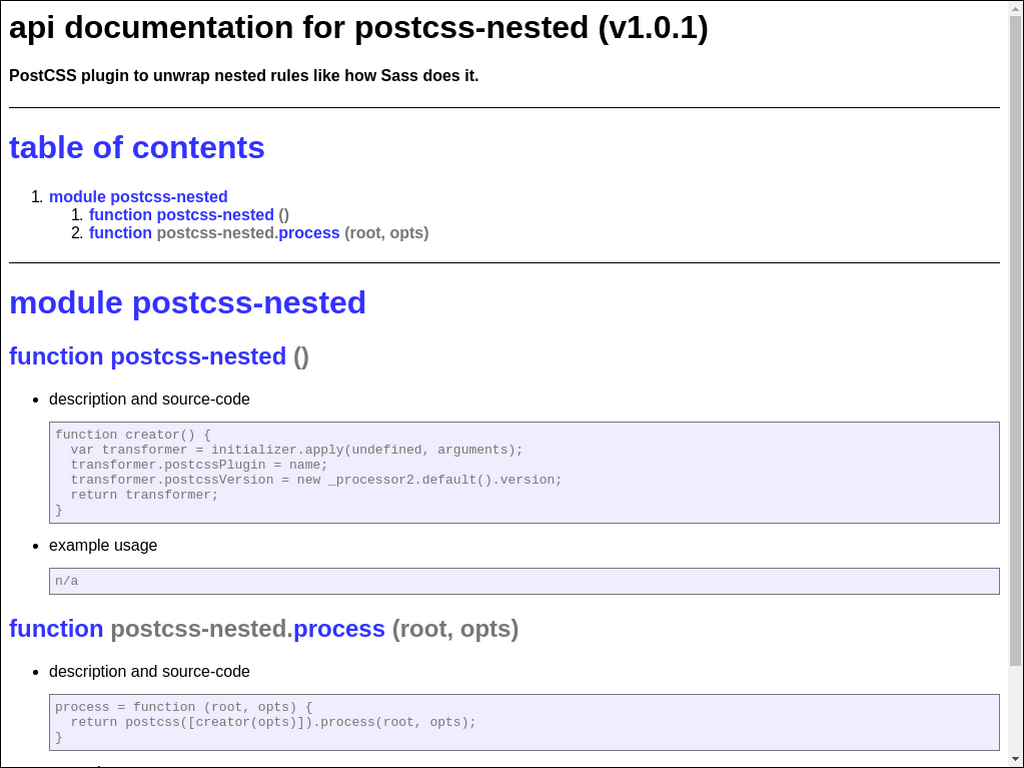 api documentation for postcss-nested (v1.0.1)
PostCSS plugin to unwrap nested rules like how Sass does it.
table of contents
1. module postcss-nested
1. function postcss-nested ()
2. function postcss-nested.process (root, opts)
module postcss-nested
function postcss-nested ()
• description and source-code
function creator() {
  var transformer = initializer.apply(undefined, arguments);
  transformer.postcssPlugin = name;
  transformer.postcssVersion = new _processor2.default().version;
  return transformer;
}
• example usage
n/a
function postcss-nested.process (root, opts)
• description and source-code
process = function (root, opts) {
  return postcss([creator(opts)]).process(root, opts);
}